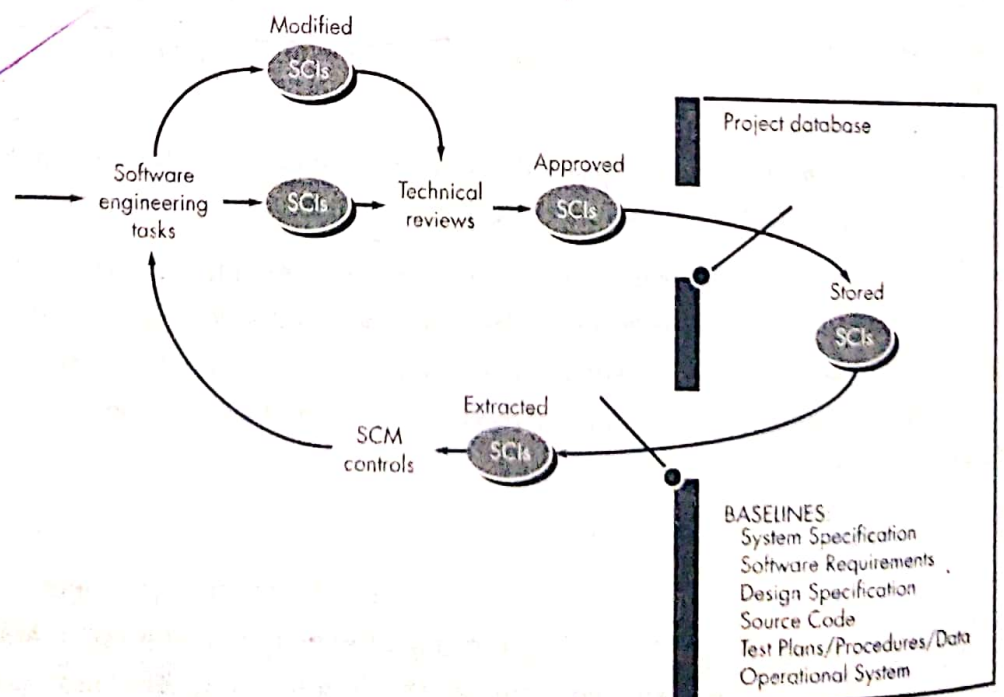 Modified
SCIs
Project database
Approved
Software
engineering
tasks
SCIs
Technical
reviews
SCIs
Stored
SCIs
Extracted
SCIs
SCM
controls
BASELINES:
System Specification
Software Requirements
Design Specification
Source Code
Test Plans/Procedures/Data
Operational System